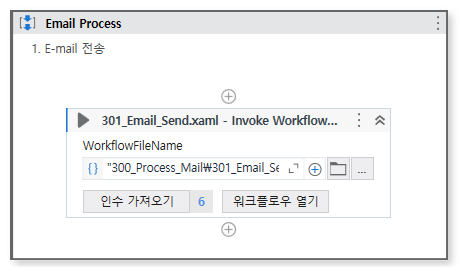 Email Process
1. E-mail 전송
301_Email_Send.xaml - Invoke Workflow...
WorkflowFileName
"300_Process_Mail₩301_Email_Se
...
인수 가져오기 6 워크플로우 열기